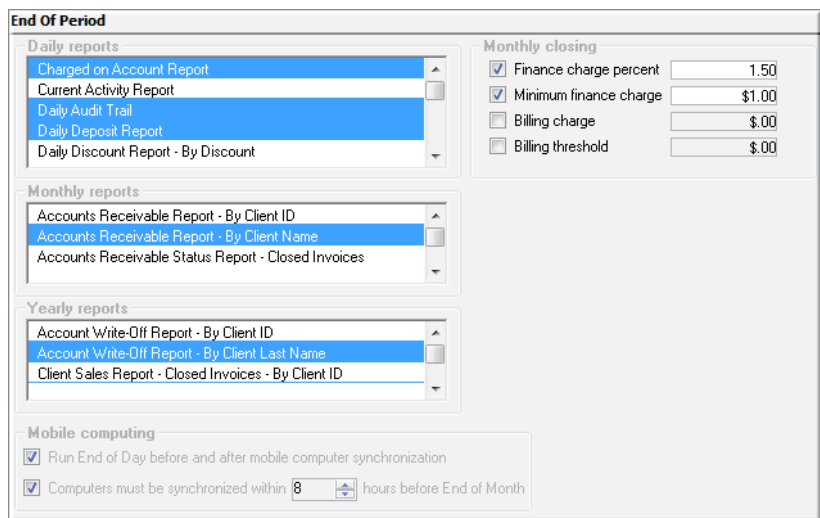 End Of Period
Daily reports
Charged on Account Report
Current Activity Report
Daily Audit Trail
Daily Deposit Report
Daily Discount Report - By Discount
Monthly closing
Finance charge percent 1.50
Minimum finance charge $1.00
Billing charge $.00
Billing threshold $.00
Monthly reports
Accounts Receivable Report - By Client ID
Accounts Receivable Report - By Client Name
Accounts Receivable Status Report - Closed Invoices
Yearly reports
Account Write-Off Report - By Client ID
Account Write-Off Report - By Client Last Name
Client Sales Report - Closed Invoices - By Client ID
Mobile computing
Run End of Day before and after mobile computer synchronization
Computers must be synchronized within 8 hours before End of Month